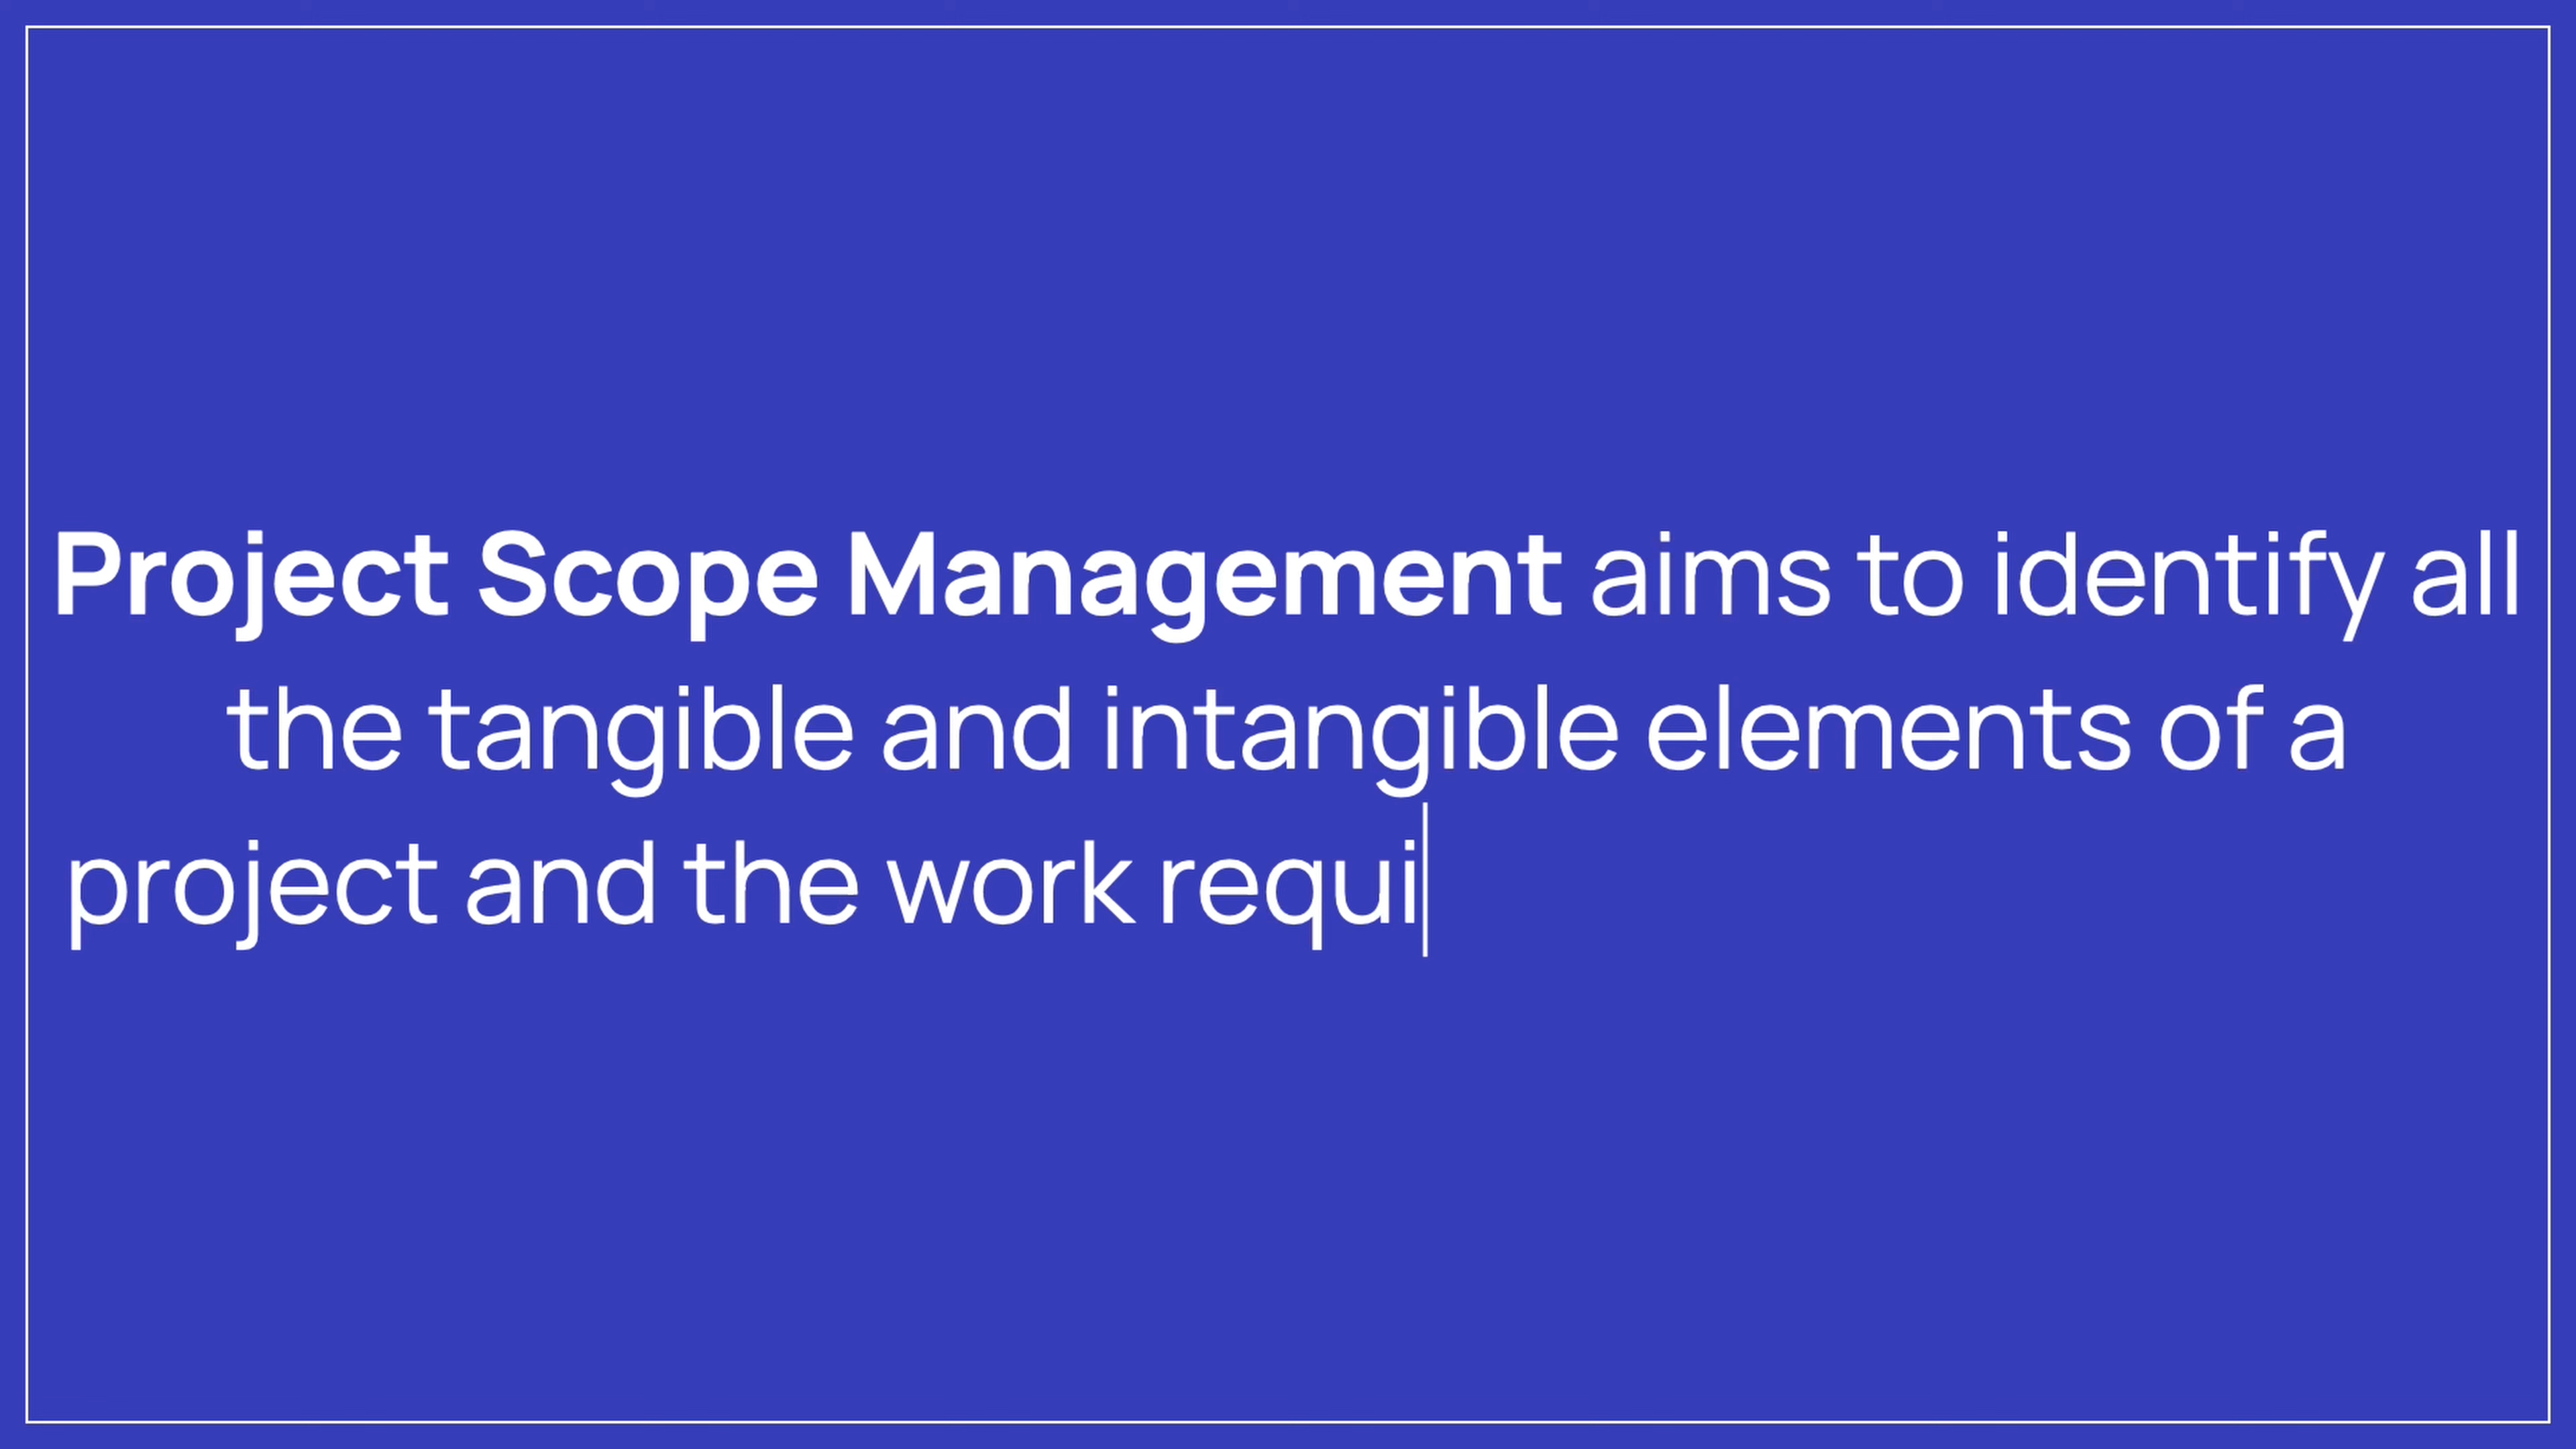 Project Scope Management aims to identify all
the tangible and intangible elements of a
project and the work requi